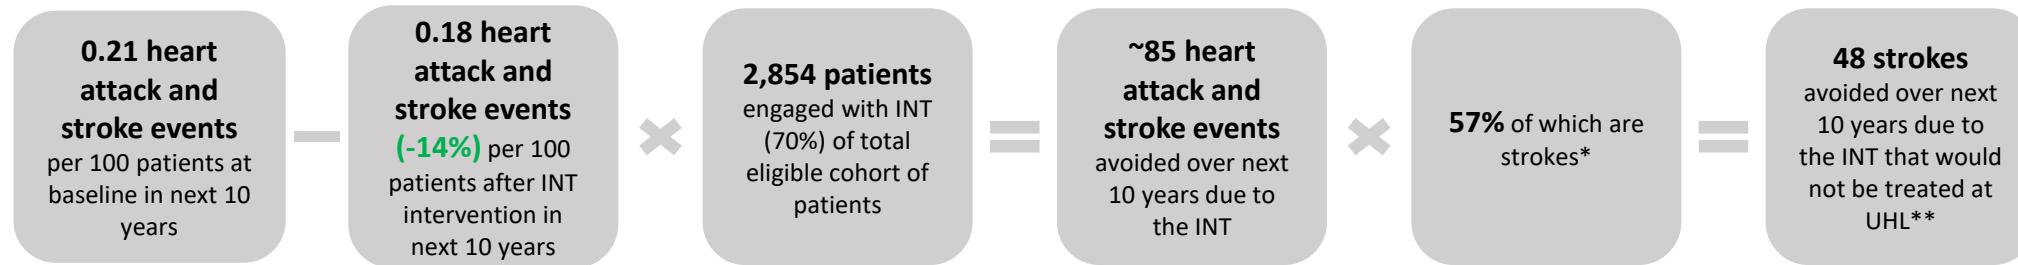 0.21 heart
attack and
stroke events
per 100 patients at
baseline in next 10
years
0.18 heart
attack and
stroke events
(-14%) per 100
patients after INT
intervention in
next 10 years
2,854 patients
engaged with INT
(70%) of total
eligible cohort of
patients
~85 heart
attack and
stroke events
avoided over next
10 years due to
the INT
57% of which are
strokes*
48 strokes
avoided over next
10 years due to
the INT that would
not be treated at
UHL**